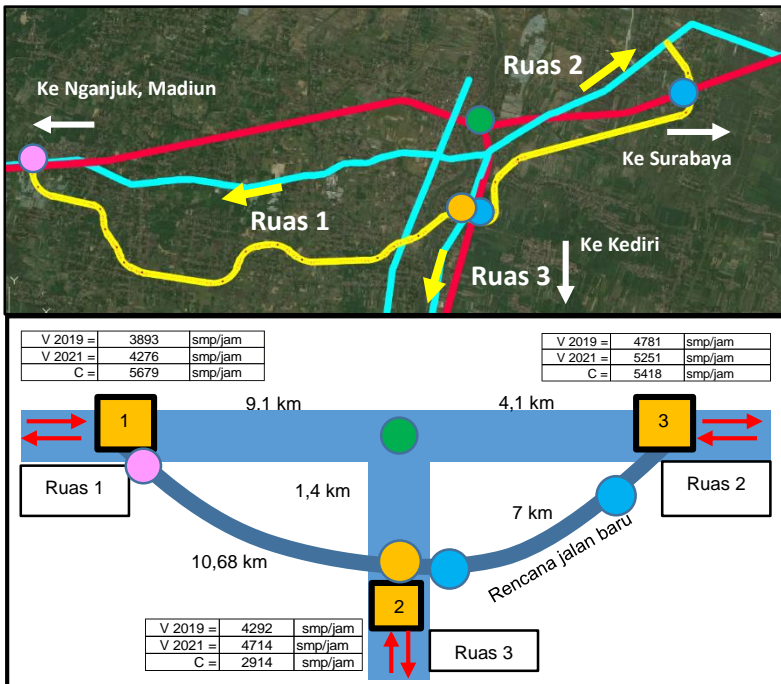 Ke Nganjuk, Madiun
Ruas 2
Ke Surabaya
Ruas 1
Ke Kediri
Ruas 3
V 2019 = 3893 smp/jam
V 2021 = 4276 smp/jam
C = 5679 smp/jam
V 2019 = 4781 smp/jam
V 2021 = 5251 smp/jam
C = 5418 smp/jam
9.1 km
4,1 km
1
3
Ruas 1
Ruas 2
1,4 km
7 km
Rencana jalan baru
10,68 km
2
V 2019 = 4292 smp/jam
V 2021 = 4714 smp/jam
C = 2914 smp/jam
Ruas 3